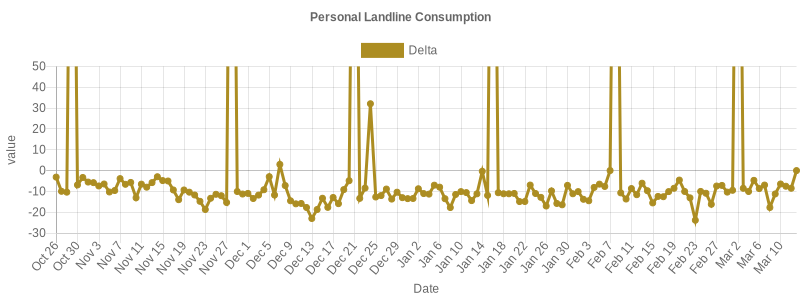 Personal Landline Consumption
Delta
value
50
40
30
20
10
0
-10
-20
-30
Oct 26
Oct 30
Nov 3
Nov 7
Nov 11
Nov 15
Nov 19
Nov 23
Nov 27
Dec 1
Dec 5
Dec 9
Dec 13
Dec 17
Dec 21
Dec 25
Dec 29
Jan 2
Jan 6
Jan 10
Jan 14
Jan 18
Jan 22
Jan 26
Jan 30
Feb 3
Feb 7
Feb 11
Feb 15
Feb 19
Feb 23
Feb 27
Mar 2
Mar 6
Mar 10
Date